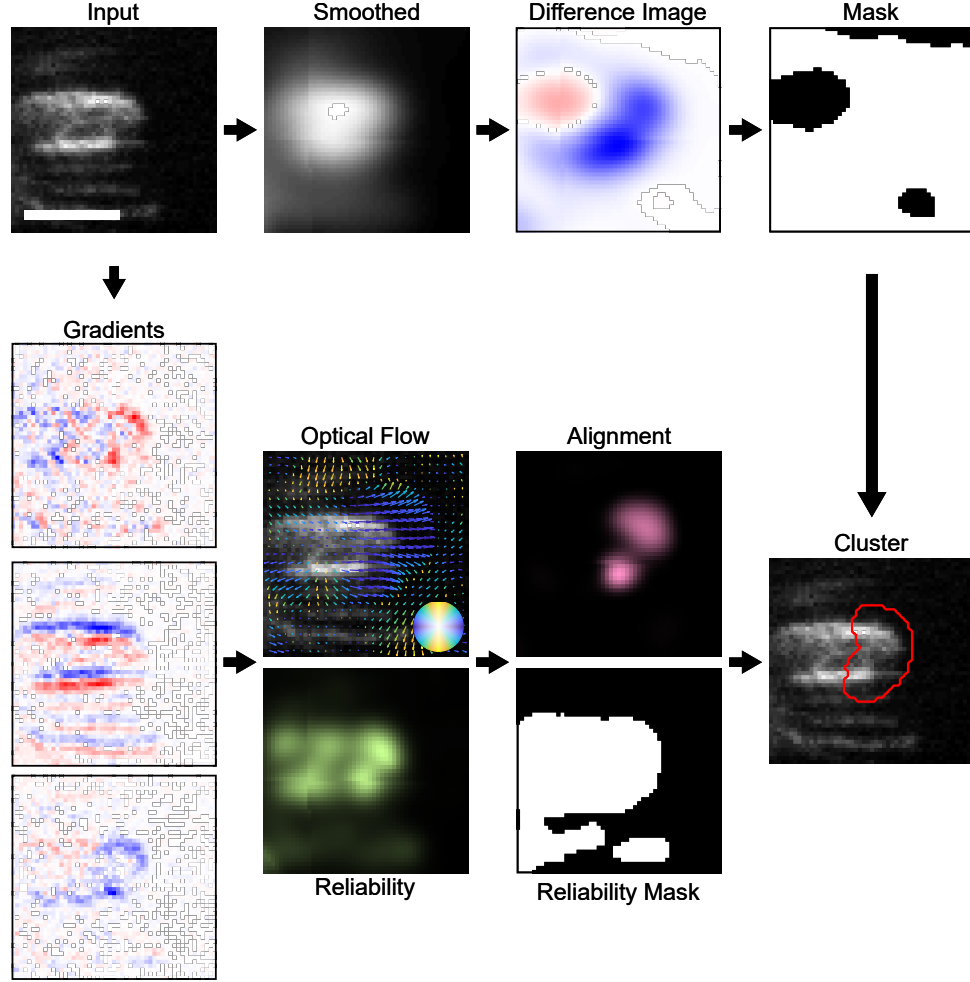 Input
Smoothed
Difference Image
Mask
Gradients
Optical Flow
Alignment
Cluster
Reliability
Reliability Mask